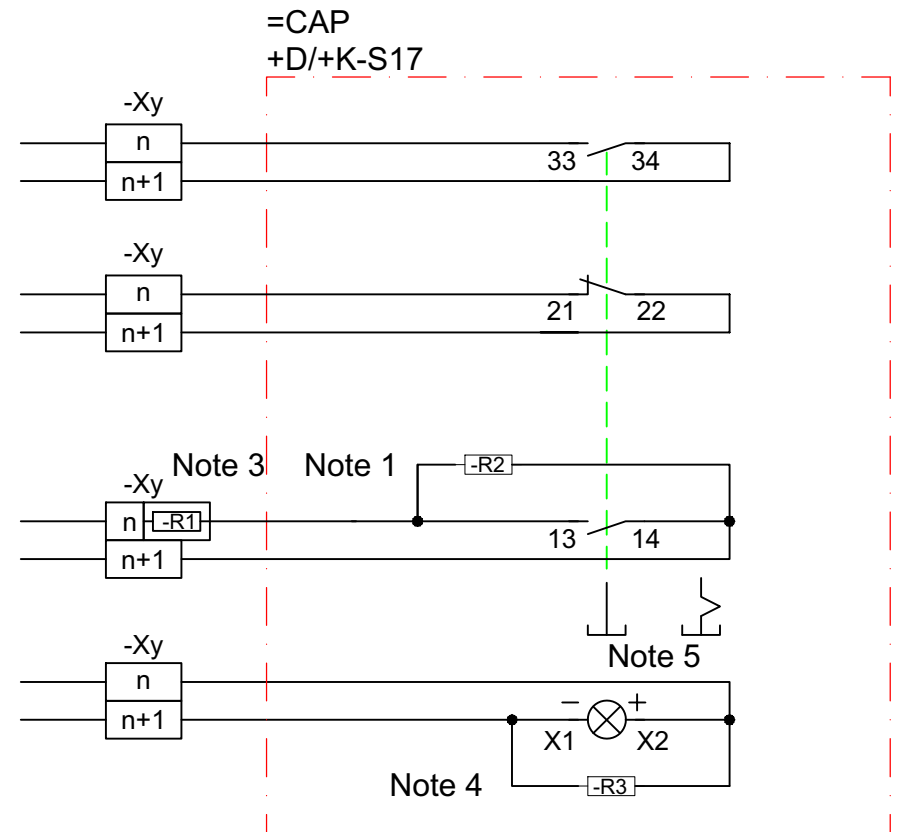 =CAP
+D/+K-S17
-Xy
n
33 34
n+1
-Xy
n
21 22
n+1
Note 3 Note 1 -R2
-Xy
n -R1
13 14
n+1
Note 5
-Xy
n
n+1 - +
X1 X2
Note 4 -R3